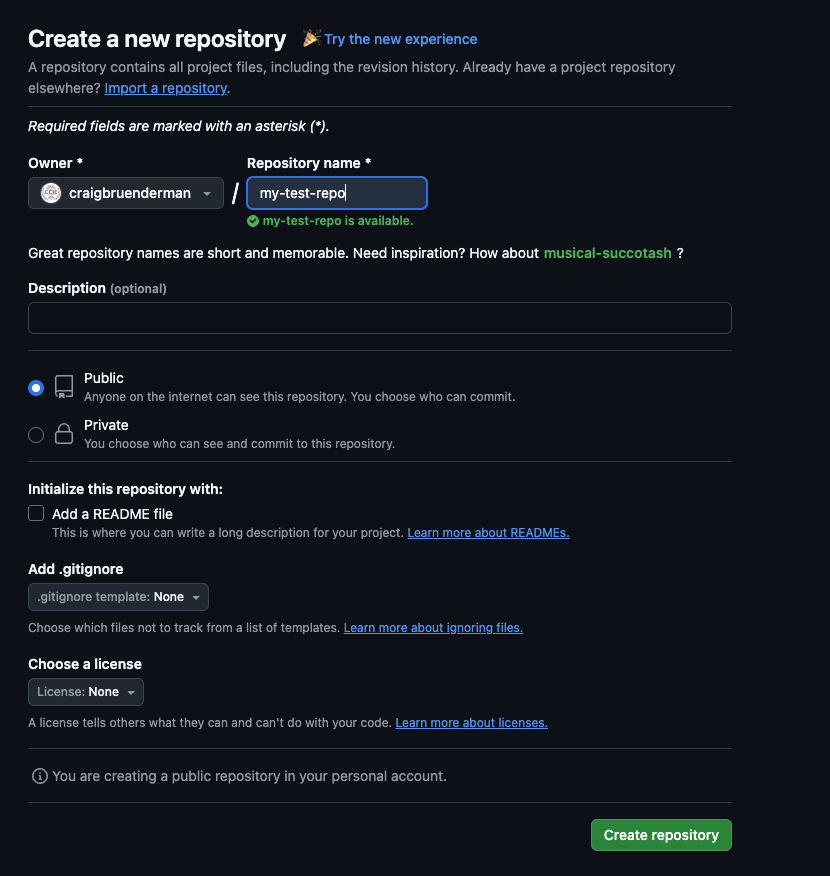 Create a new repository 🎉 Try the new experience
A repository contains all project files, including the revision history. Already have a project repository
elsewhere? Import a repository.
Required fields are marked with an asterisk (*).
Owner * Repository name *
craigbruenderman / my-test-repo
my-test-repo is available.
Great repository names are short and memorable. Need inspiration? How about musical-succotash ?
Description (optional)
Public
Anyone on the internet can see this repository. You choose who can commit.
Private
You choose who can see and commit to this repository.
Initialize this repository with:
Add a README file
This is where you can write a long description for your project. Learn more about READMEs.
Add .gitignore
.gitignore template: None
Choose which files not to track from a list of templates. Learn more about ignoring files.
Choose a license
License: None
A license tells others what they can and can't do with your code. Learn more about licenses.
You are creating a public repository in your personal account.
Create repository